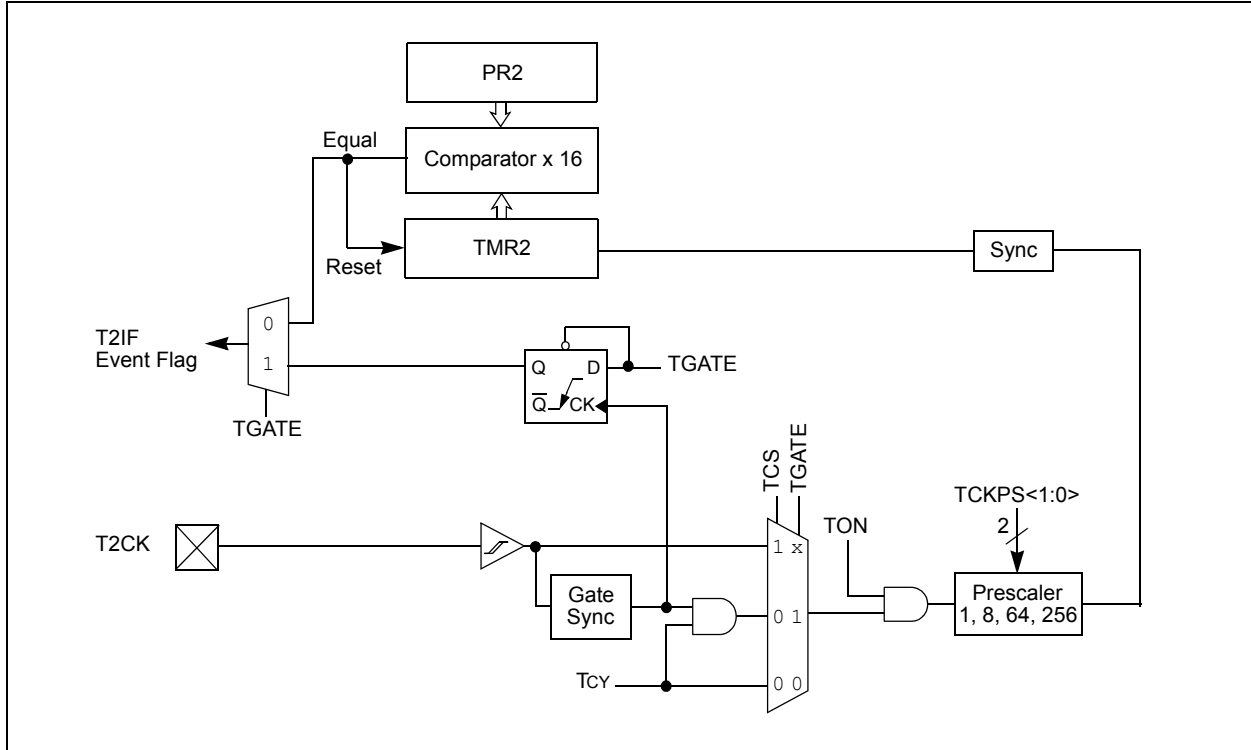 PR2
Equal
Comparator x 16
Reset
TMR2
Sync
T2IF
Event Flag
0
1
TGATE
Q
D
Q
CK
TGATE
TCS
TGATE
TCKPS<1:0>
2
TON
T2CK
1 x
Gate
Sync
0 1
Prescaler
1, 8, 64, 256
TCY
0 0